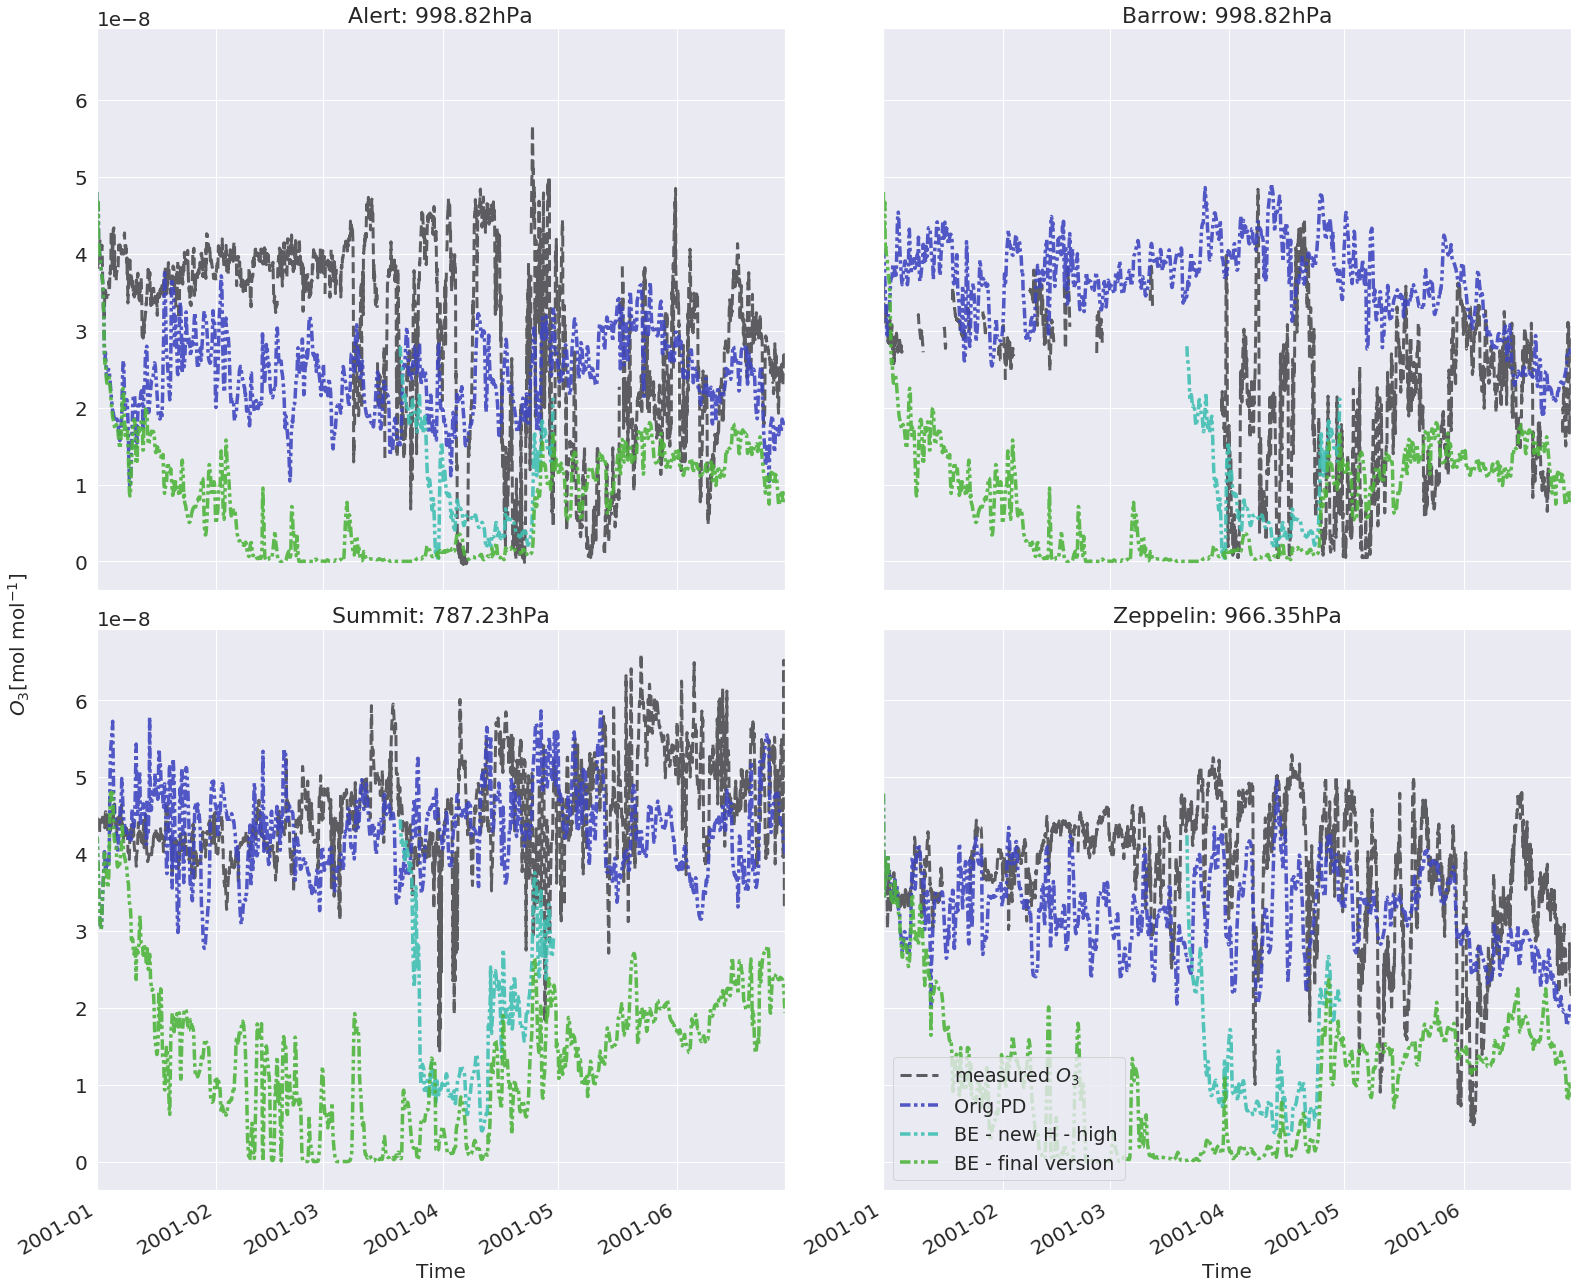 Alert: 998.82hPa
Barrow: 998.82hPa
1e−8
6
5
4
3
2
1
0
Summit: 787.23hPa
Zeppelin: 966.35hPa
1e−8
6
5
4
3
2
1
0
O₃[mol mol⁻¹]
measured O₃
Orig PD
BE - new H - high
BE - final version
2001-01
2001-02
2001-03
2001-04
2001-05
2001-06
2001-01
2001-02
2001-03
2001-04
2001-05
2001-06
Time
Time